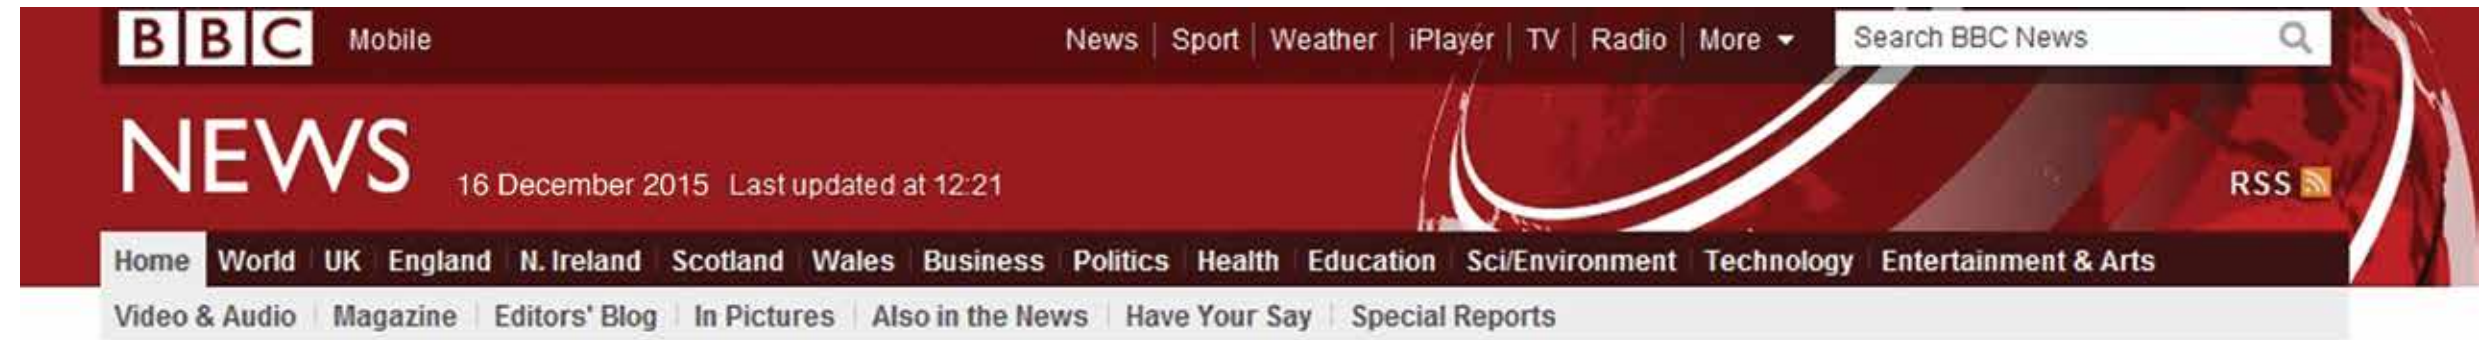 BBC Mobile News Sport Weather iPlayer TV Radio More Search BBC News
NEWS 16 December 2015 Last updated at 12:21 RSS
Home World UK England N. Ireland Scotland Wales Business Politics Health Education Sci/Environment Technology Entertainment & Arts
Video & Audio Magazine Editors' Blog In Pictures Also in the News Have Your Say Special Reports